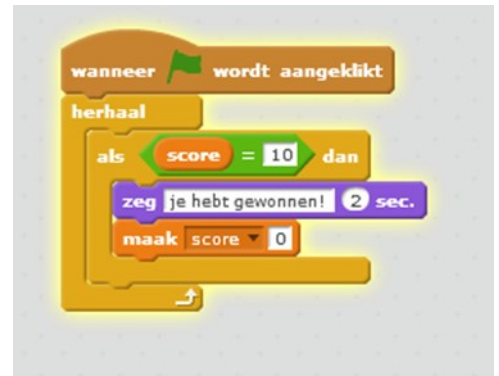 wanneer wordt aangeklikt
herhaal
als score = 10 dan
zeg je hebt gewonnen! 2 sec.
maak score 0